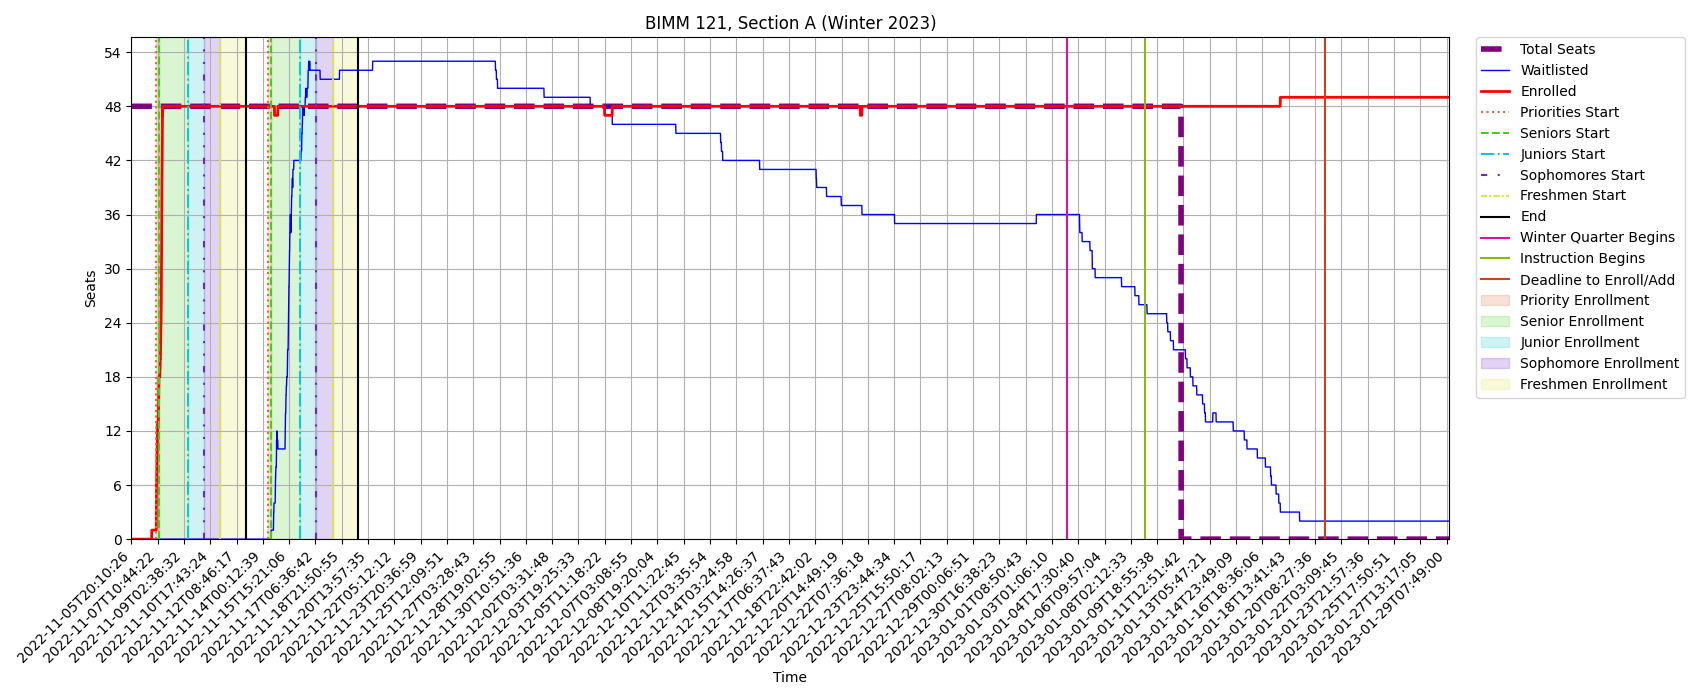 BIMM 121, Section A (Winter 2023)
Seats
54
48
42
36
30
24
18
12
6
0
2022-11-05T20:10:26
2022-11-07T10:44:22
2022-11-09T02:38:32
2022-11-10T17:43:24
2022-11-12T08:46:17
2022-11-14T00:12:39
2022-11-15T15:21:06
2022-11-17T06:36:42
2022-11-18T21:50:55
2022-11-20T13:57:35
2022-11-22T05:12:12
2022-11-23T20:36:59
2022-11-25T12:09:51
2022-11-27T03:28:43
2022-11-28T19:02:55
2022-11-30T10:51:36
2022-12-02T03:31:48
2022-12-03T19:25:33
2022-12-05T11:18:22
2022-12-07T03:08:55
2022-12-08T19:20:04
2022-12-10T11:22:45
2022-12-12T03:35:54
2022-12-14T03:24:58
2022-12-15T14:26:37
2022-12-17T06:37:43
2022-12-18T22:42:02
2022-12-20T14:49:19
2022-12-22T07:36:18
2022-12-23T23:44:34
2022-12-25T15:50:17
2022-12-27T08:02:13
2022-12-29T00:06:51
2022-12-30T16:38:23
2023-01-01T08:50:43
2023-01-03T01:06:10
2023-01-04T17:30:40
2023-01-06T09:57:04
2023-01-08T02:12:33
2023-01-09T18:55:38
2023-01-11T12:51:42
2023-01-13T05:47:21
2023-01-14T23:49:09
2023-01-16T18:36:06
2023-01-18T13:41:43
2023-01-20T08:27:36
2023-01-22T03:09:45
2023-01-23T21:57:36
2023-01-25T17:50:51
2023-01-27T13:17:05
2023-01-29T07:49:00
Time
Total Seats
Waitlisted
Enrolled
Priorities Start
Seniors Start
Juniors Start
Sophomores Start
Freshmen Start
End
Winter Quarter Begins
Instruction Begins
Deadline to Enroll/Add
Priority Enrollment
Senior Enrollment
Junior Enrollment
Sophomore Enrollment
Freshmen Enrollment